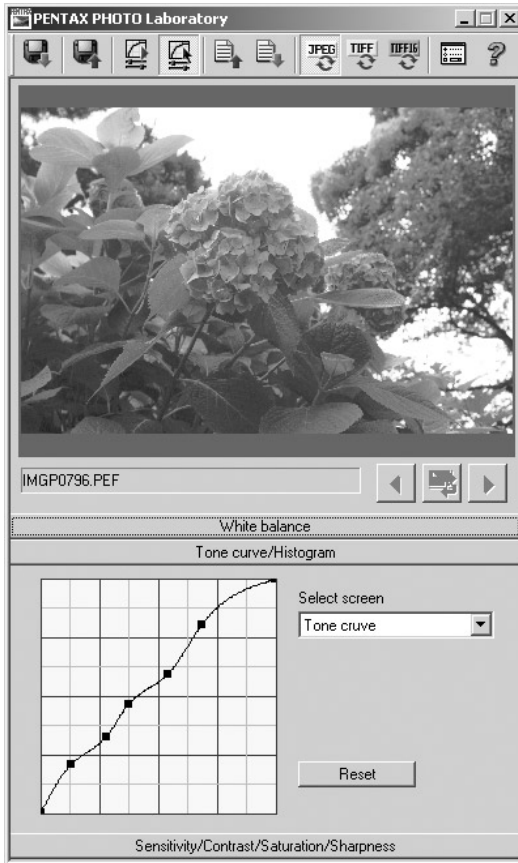 PENTAX PHOTO Laboratory
JPEG TIFF TIFF16 ?
IMGP0796.PEF
White balance
Tone curve/Histogram
Select screen
Tone cruve
Reset
Sensitivity/Contrast/Saturation/Sharpness